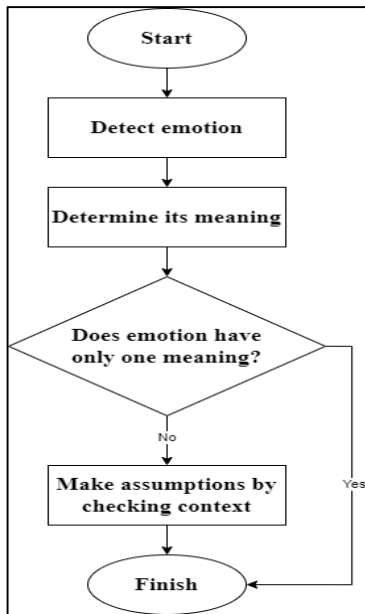 Start
Detect emotion
Determine its meaning
Does emotion have
only one meaning?
No
Yes
Make assumptions by
checking context
Finish